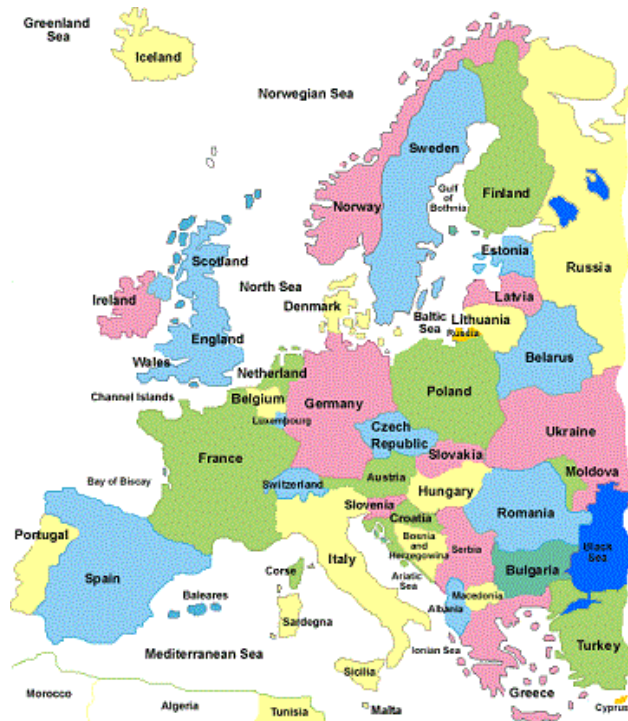 Greenland
Sea
Iceland
Norwegian Sea
Sweden
Finland
Gulf
of
Bothnia
Norway
Scotland
Estonia
Russia
North Sea
Ireland
Denmark
Latvia
Baltic
Sea
Lithuania
Russia
England
Belarus
Wales
Netherland
Channel Islands
Belgium
Germany
Poland
Luxembourg
Czech
Republic
Ukraine
France
Slovakia
Moldova
Bay of Biscay
Switzerland
Austria
Hungary
Slovenia
Romania
Croatia
Portugal
Bosnia
and
Herzegowina
Serbia
Black
Sea
Italy
Spain
Corse
Ariatic
Sea
Bulgaria
Baleares
Macedonia
Albania
Sardegna
Turkey
Mediterranean Sea
Ionian Sea
Sicilia
Morocco
Algeria
Tunisia
Malta
Greece
Cyprus